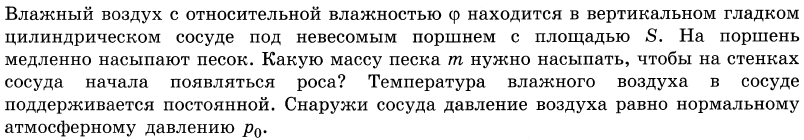 Влажный воздух с относительной влажностью φ находится в вертикальном гладком
цилиндрическом сосуде под невесомым поршнем с площадью S. На поршень
медленно насыпают песок. Какую массу песка m нужно насыпать, чтобы на стенках
сосуда начала появляться роса? Температура влажного воздуха в сосуде
поддерживается постоянной. Снаружи сосуда давление воздуха равно нормальному
атмосферному давлению p₀.